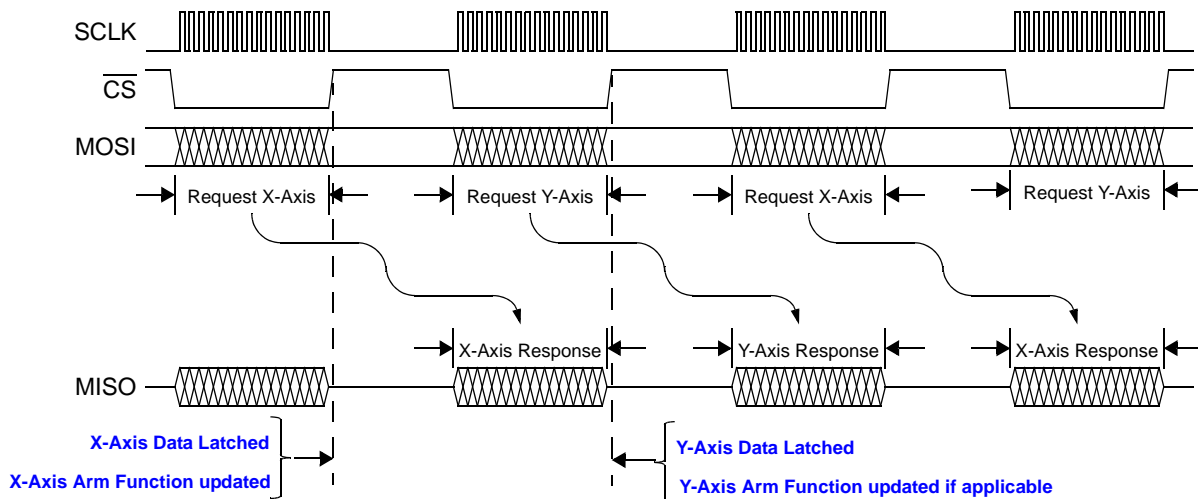 SCLK
CS
MOSI
Request X-Axis
Request Y-Axis
Request X-Axis
Request Y-Axis
X-Axis Response
Y-Axis Response
X-Axis Response
MISO
X-Axis Data Latched
X-Axis Arm Function updated
Y-Axis Data Latched
Y-Axis Arm Function updated if applicable